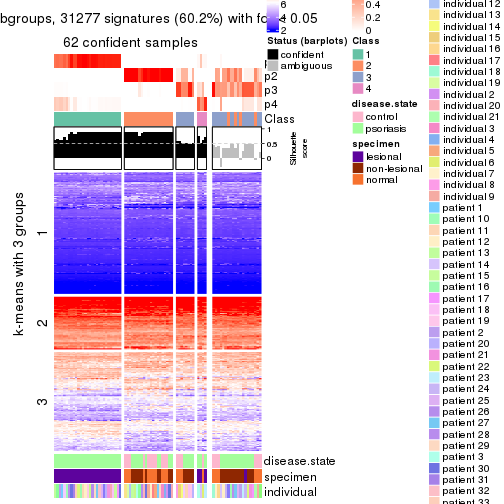 bgroups, 31277 signatures (60.2%) with fdr < 0.05
62 confident samples
p2
p3
p4
Class
1
0.5
0
Silhouette
score
k-means with 3 groups
1
2
3
disease.state
specimen
individual
6
4
2
Status (barplots)
confident
ambiguous
0.4
0.2
0
Class
1
2
3
4
disease.state
control
psoriasis
specimen
lesional
non-lesional
normal
individual 12
individual 13
individual 14
individual 15
individual 16
individual 17
individual 18
individual 19
individual 2
individual 20
individual 21
individual 3
individual 4
individual 5
individual 6
individual 7
individual 8
individual 9
patient 1
patient 10
patient 11
patient 12
patient 13
patient 14
patient 15
patient 16
patient 17
patient 18
patient 19
patient 2
patient 20
patient 21
patient 22
patient 23
patient 24
patient 25
patient 26
patient 27
patient 28
patient 29
patient 3
patient 30
patient 31
patient 32
patient 33